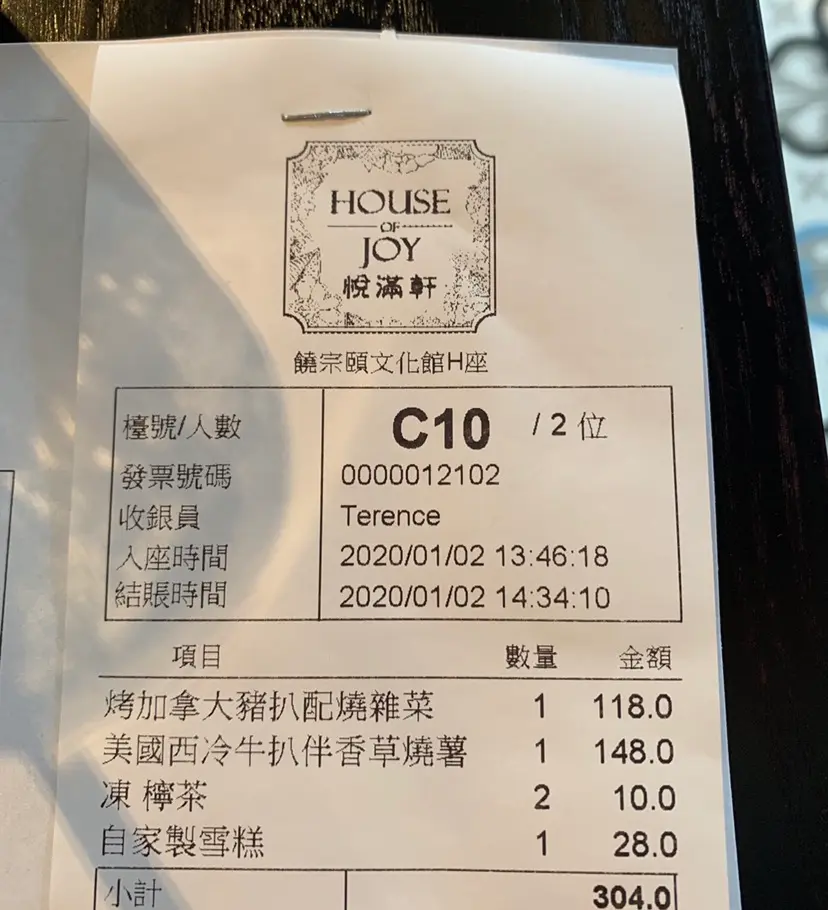 HOUSE
OF
JOY
悅滿軒
饒宗頤文化館H座
檯號/人數 C10 / 2 位
發票號碼 0000012102
收銀員 Terence
入座時間 2020/01/02 13:46:18
結賬時間 2020/01/02 14:34:10
項目 數量 金額
烤加拿大豬扒配燒雜菜 1 118.0
美國西冷牛扒伴香草燒薯 1 148.0
凍 檸茶 2 10.0
自家製雪糕 1 28.0
小計 304.0